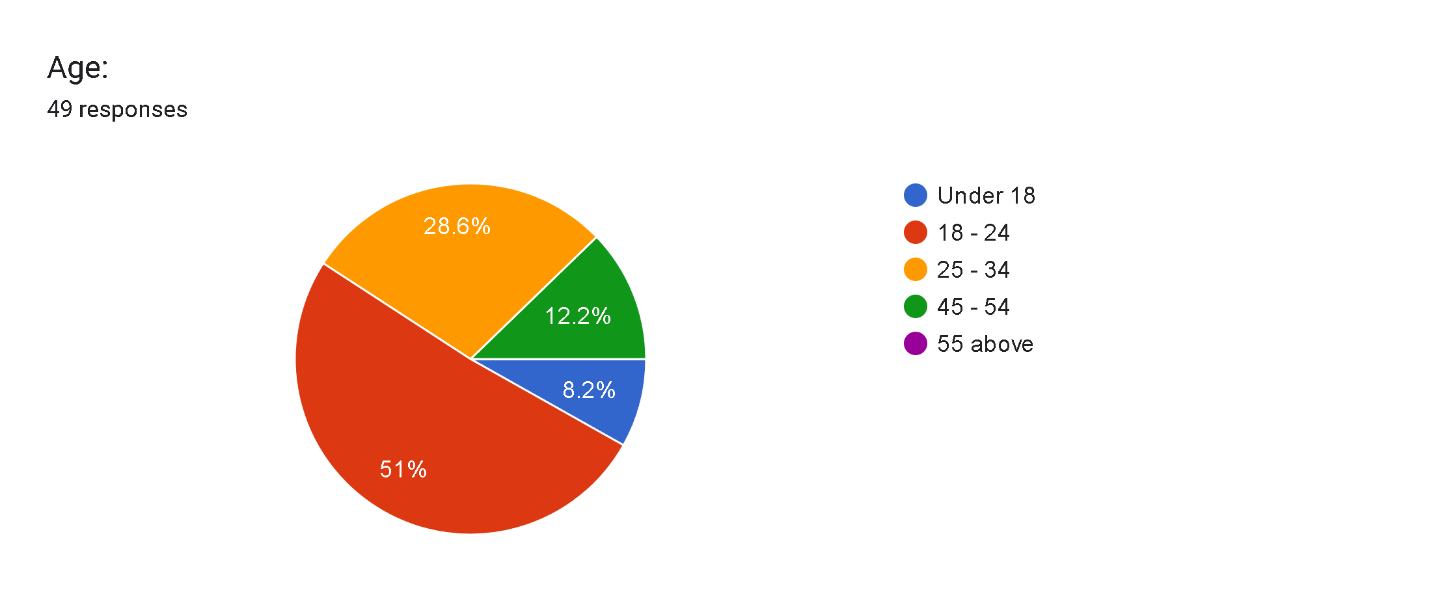 Age:
49 responses
28.6%
12.2%
8.2%
51%
Under 18
18 - 24
25 - 34
45 - 54
55 above